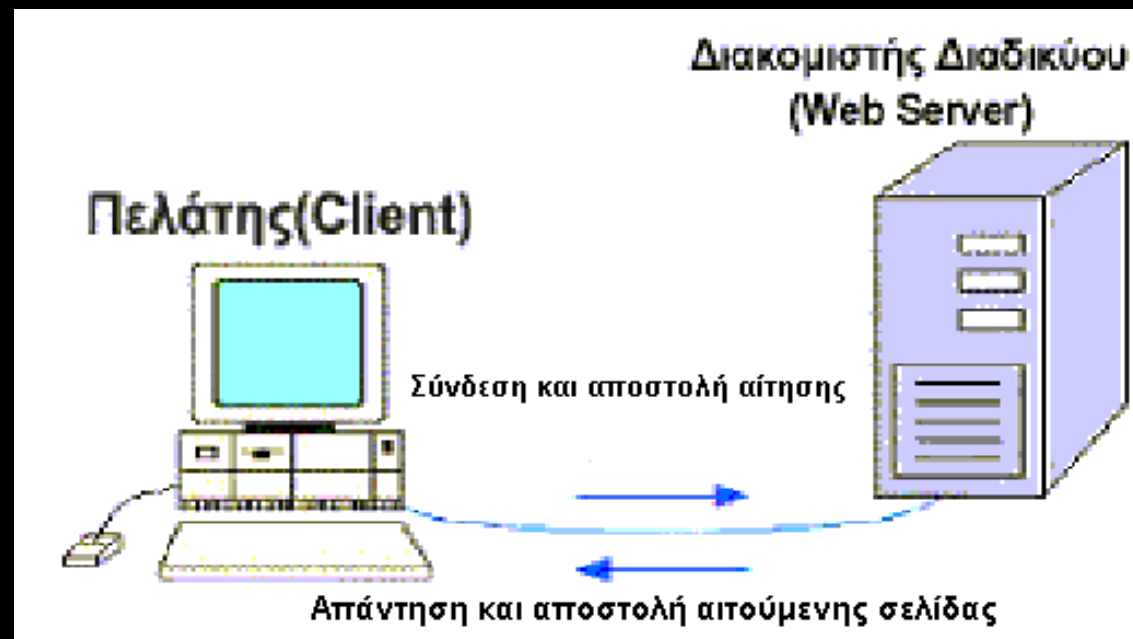 Διακομιστής Διαδικύου
(Web Server)
Πελάτης(Client)
Σύνδεση και αποστολή αίτησης
Απάντηση και αποστολή αιτούμενης σελίδας